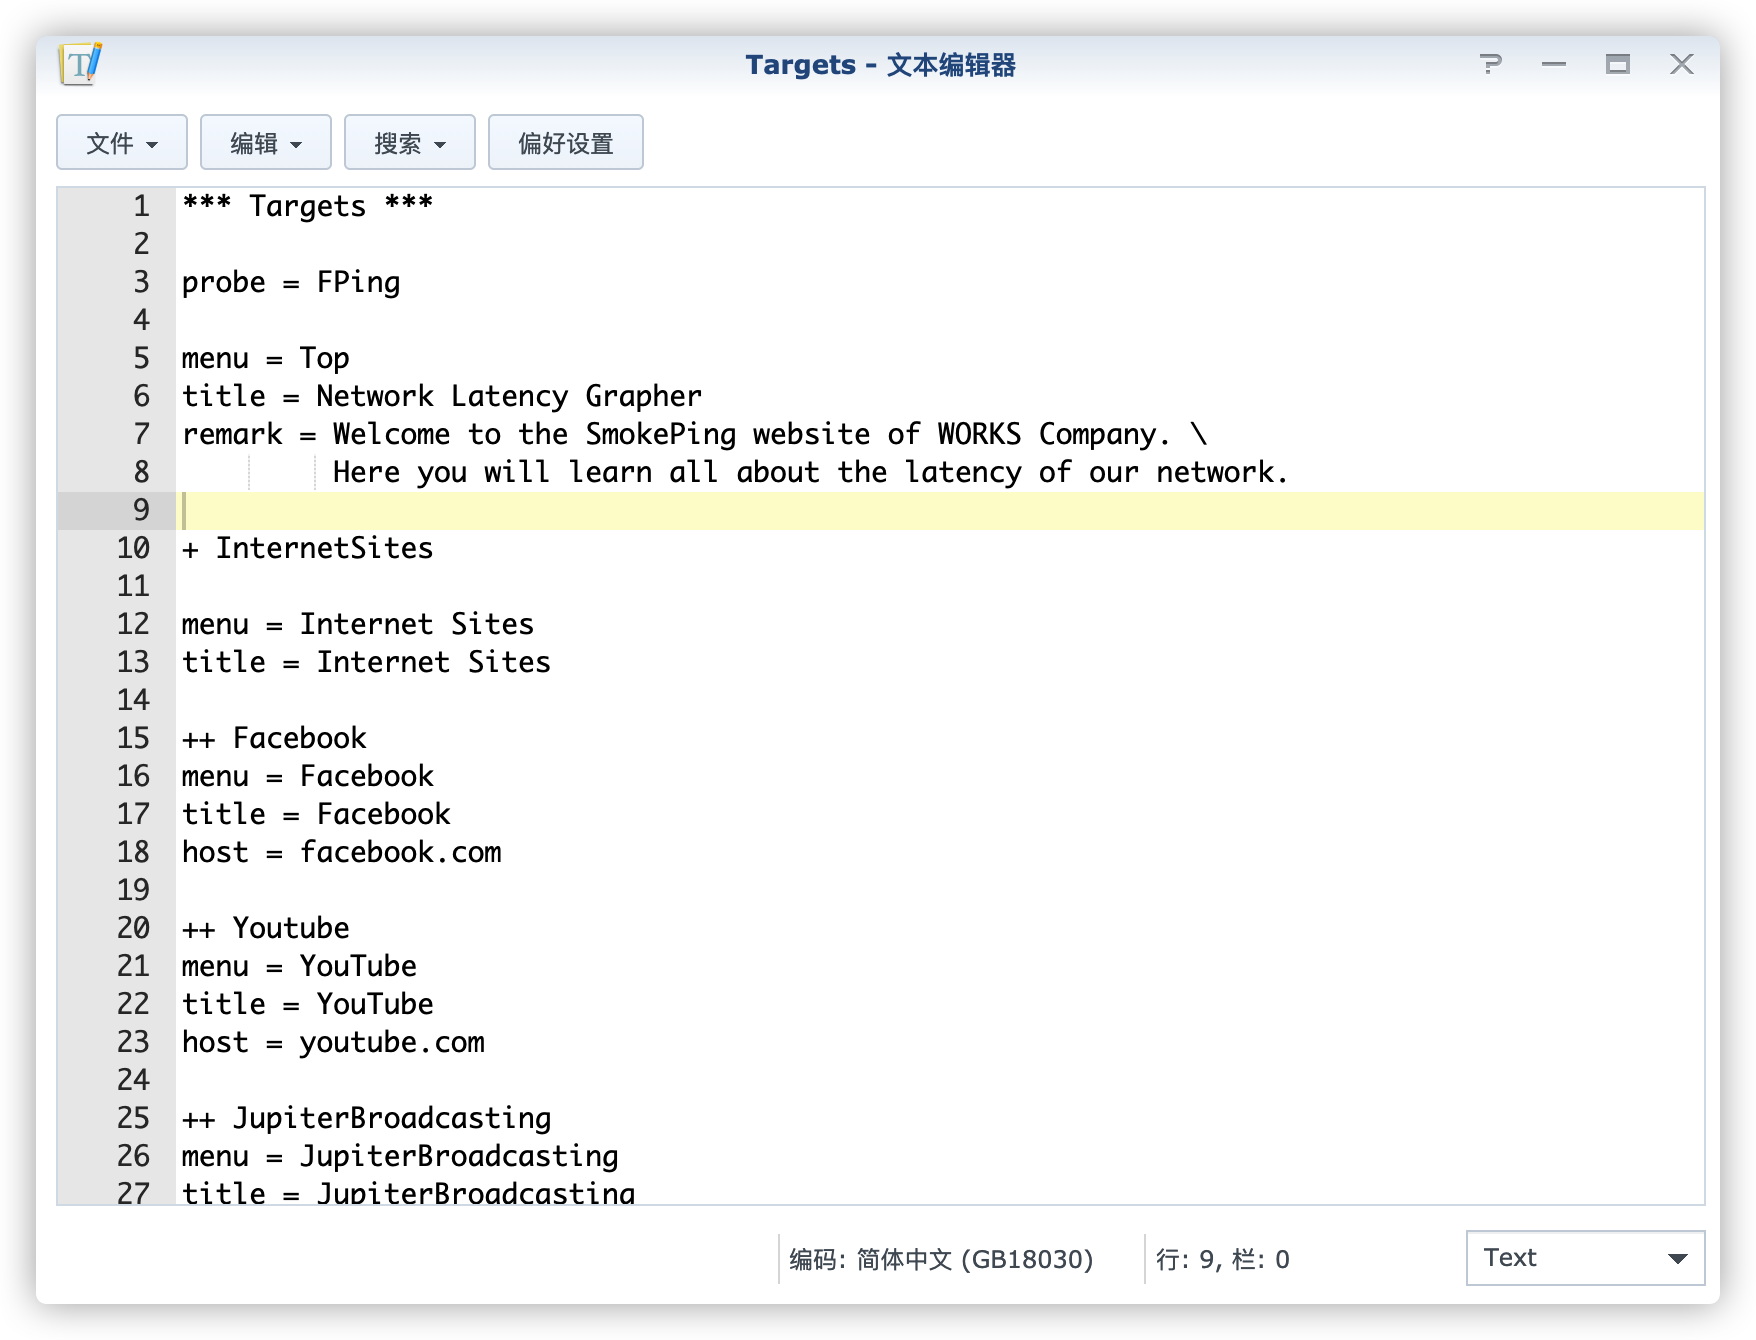 Targets - 文本编辑器
文件 编辑 搜索 偏好设置
1 *** Targets ***
2
3 probe = FPing
4
5 menu = Top
6 title = Network Latency Grapher
7 remark = Welcome to the SmokePing website of WORKS Company. \
8 Here you will learn all about the latency of our network.
9
10 + InternetSites
11
12 menu = Internet Sites
13 title = Internet Sites
14
15 ++ Facebook
16 menu = Facebook
17 title = Facebook
18 host = facebook.com
19
20 ++ Youtube
21 menu = YouTube
22 title = YouTube
23 host = youtube.com
24
25 ++ JupiterBroadcasting
26 menu = JupiterBroadcasting
27 title = JupiterBroadcasting
编码: 简体中文 (GB18030) 行: 9, 栏: 0 Text